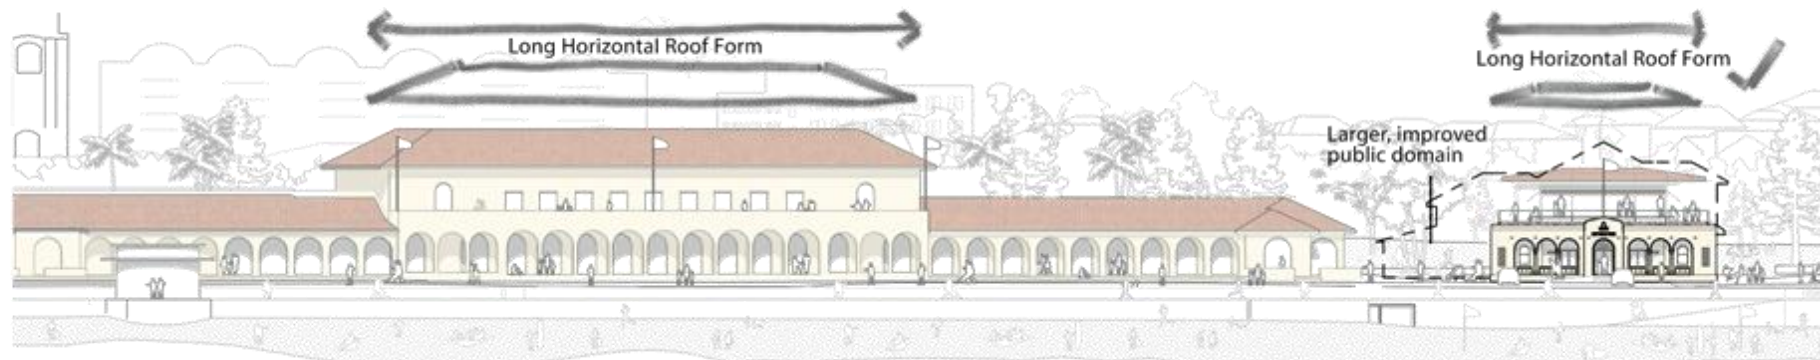 Long Horizontal Roof Form
Long Horizontal Roof Form
Larger, improved
public domain